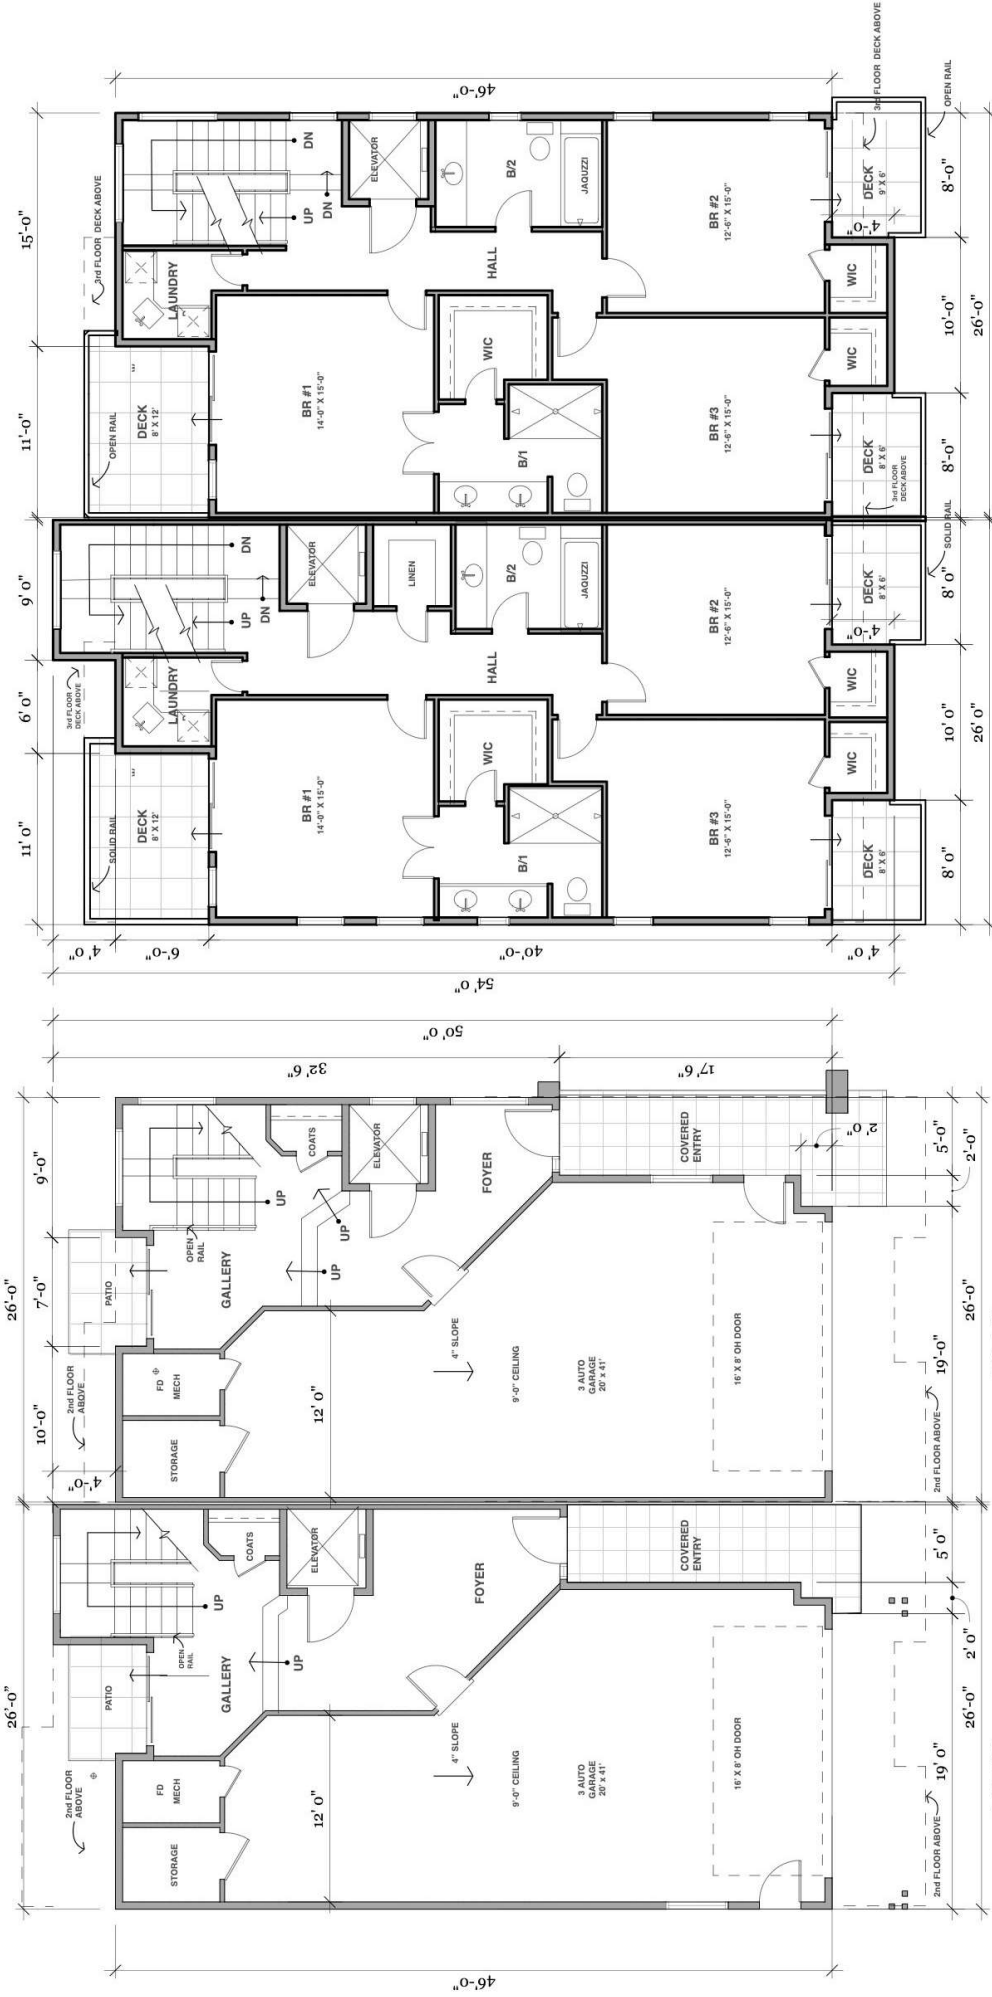 26'-0"
26'-0"
10'-0"
7'-0"
9'-0"
4'-0"
2nd FLOOR
ABOVE
2nd FLOOR
ABOVE
46'-0"
STORAGE
FD
MECH
PATIO
GALLERY
OPEN
RAIL
UP
UP
COATS
ELEVATOR
FOYER
12' 0"
4" SLOPE
9'-0" CEILING
3 AUTO
GARAGE
20' x 41'
16' X 8' OH DOOR
COVERED
ENTRY
2nd FLOOR ABOVE
19' 0"
2' 0"
5' 0"
26'-0"
STORAGE
FD
MECH
PATIO
GALLERY
OPEN
RAIL
UP
UP
UP
COATS
ELEVATOR
FOYER
12' 0"
4" SLOPE
9'-0" CEILING
3 AUTO
GARAGE
20' x 41'
16' X 8' OH DOOR
COVERED
ENTRY
2' 0"
2nd FLOOR ABOVE
19'-0"
5'-0"
2'-0"
26'-0"
32' 6"
17' 6"
50' 0"
11' 0"
6' 0"
9' 0"
11'-0"
15'-0"
54' 0"
4' 0"
6'-0"
40'-0"
4' 0"
SOLID RAIL
3rd FLOOR
DECK ABOVE
DECK
8' X 12'
LAUNDRY
DN
UP
DN
BR #1
14'-0" X 15'-0"
ELEVATOR
LINEN
WIC
HALL
B/2
B/1
JAQUZZI
BR #3
12'-6" X 15'-0"
BR #2
12'-6" X 15'-0"
WIC
WIC
DECK
8' X 6'
DECK
8' X 6'
4'-0"
SOLID RAIL
8' 0"
10' 0"
8' 0"
26' 0"
OPEN RAIL
3rd FLOOR DECK ABOVE
DECK
8' X 12'
LAUNDRY
DN
UP
DN
BR #1
14'-0" X 15'-0"
ELEVATOR
WIC
HALL
B/2
B/1
JAQUZZI
BR #3
12'-6" X 15'-0"
BR #2
12'-6" X 15'-0"
WIC
WIC
DECK
8' X 6'
3rd FLOOR
DECK ABOVE
DECK
9' X 6'
4'-0"
3rd FLOOR DECK ABOVE
OPEN RAIL
8'-0"
10'-0"
8'-0"
26'-0"
46'-0"